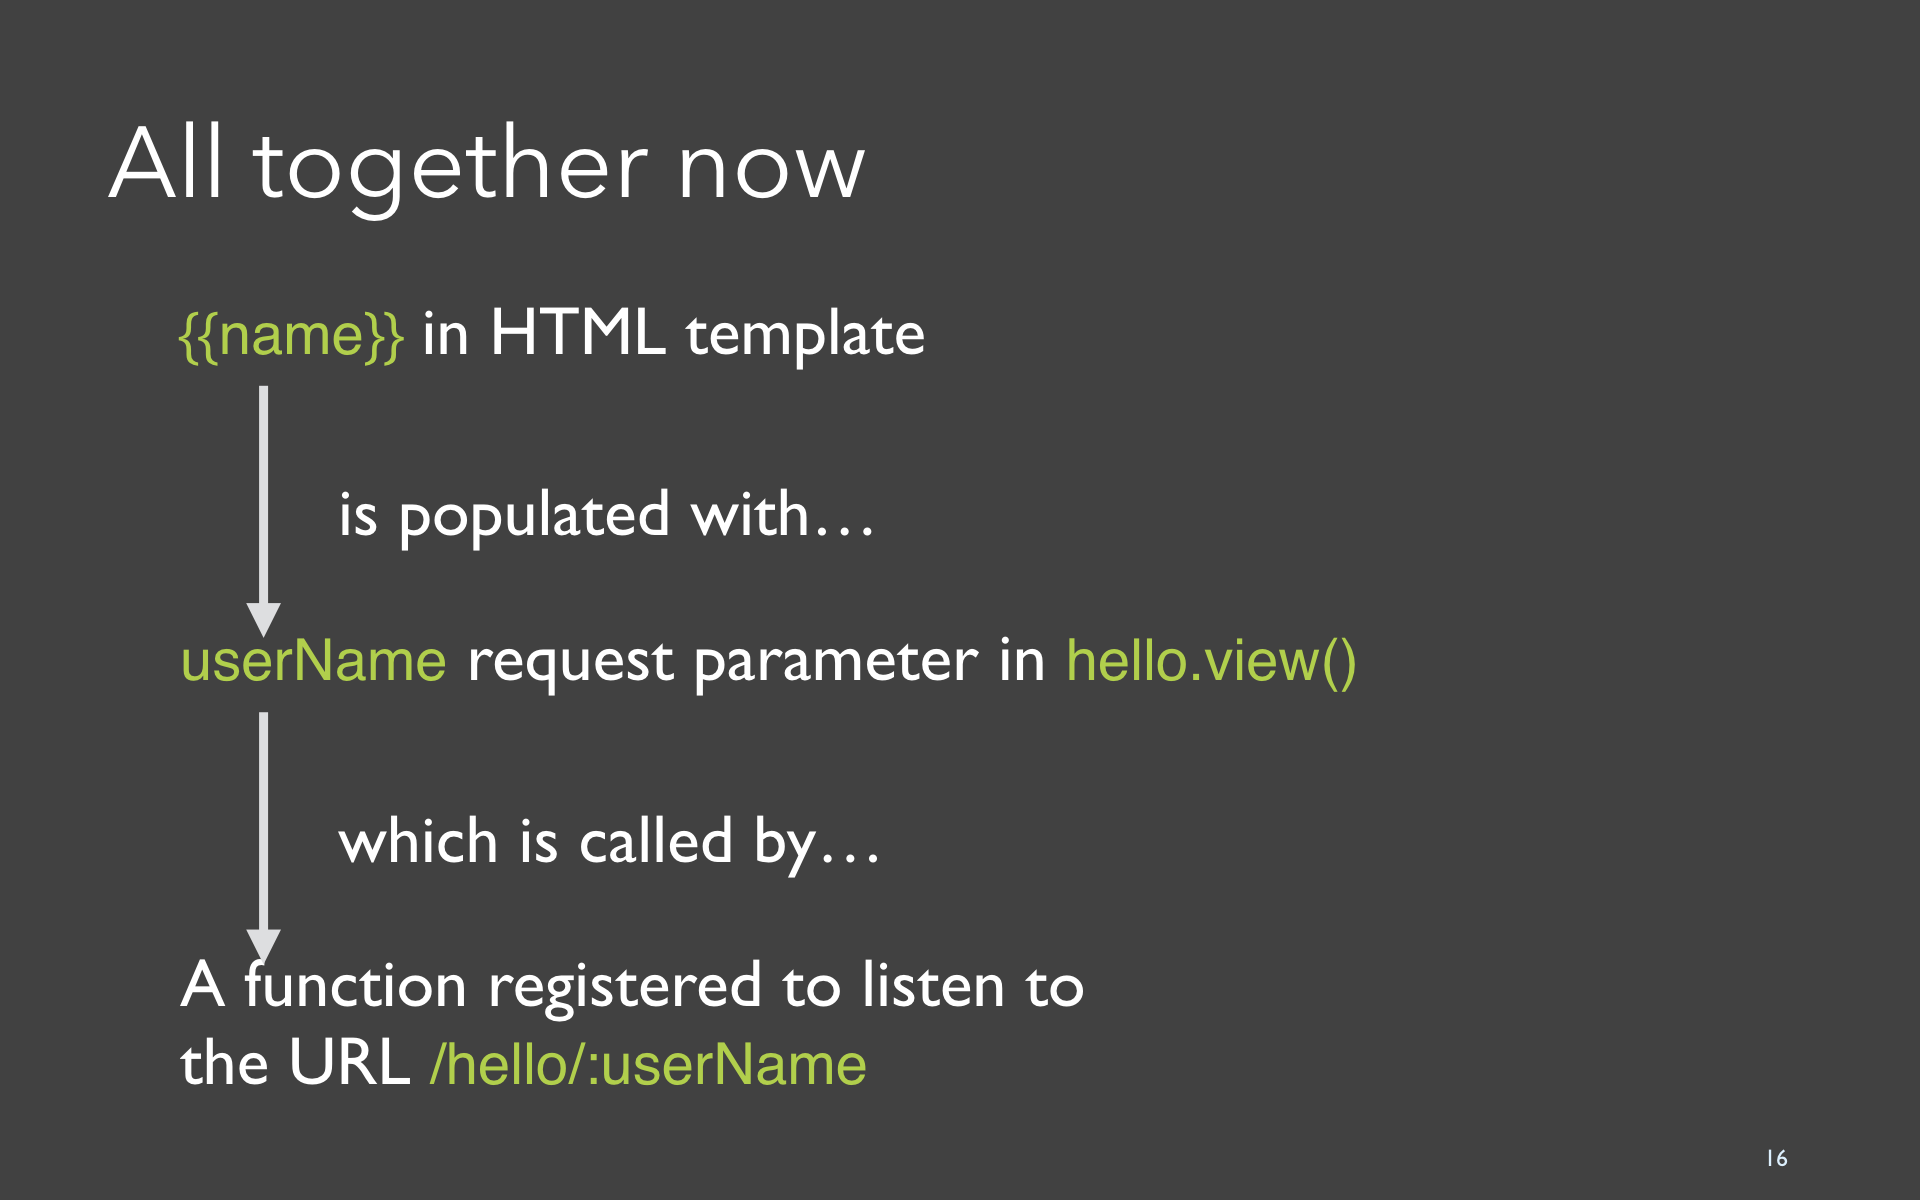 All together now
{{name}} in HTML template
is populated with…
userName request parameter in hello.view()
which is called by…
A function registered to listen to
the URL /hello/:userName
16